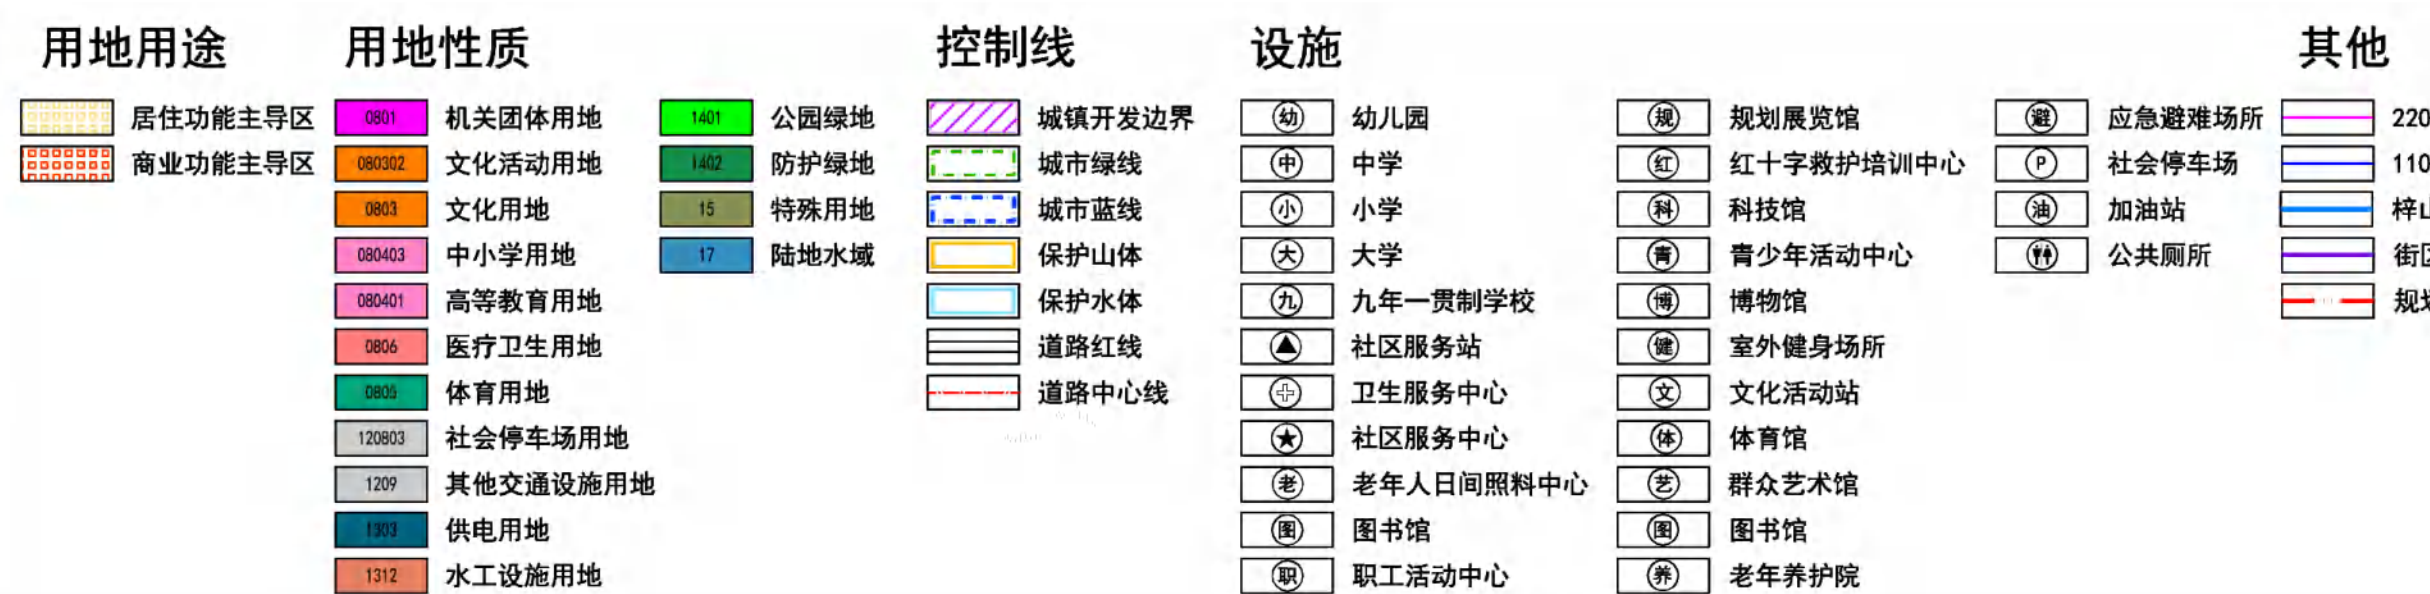 用地用途 用地性质 控制线 设施 其他
居住功能主导区 0801 机关团体用地 1401 公园绿地 城镇开发边界 幼 幼儿园 规 规划展览馆 避 应急避难场所 220
商业功能主导区 080302 文化活动用地 1402 防护绿地 城市绿线 中 中学 红 红十字救护培训中心 P 社会停车场 110
0803 文化用地 15 特殊用地 城市蓝线 小 小学 科 科技馆 油 加油站 梓
080403 中小学用地 17 陆地水域 保护山体 大 大学 青 青少年活动中心 公共厕所 街
080401 高等教育用地 保护水体 九 九年一贯制学校 博 博物馆 规
0806 医疗卫生用地 道路红线 社区服务站 健 室外健身场所
0805 体育用地 道路中心线 卫生服务中心 文 文化活动站
120803 社会停车场用地 社区服务中心 体 体育馆
1209 其他交通设施用地 老 老年人日间照料中心 艺 群众艺术馆
1303 供电用地 图 图书馆 图 图书馆
1312 水工设施用地 职 职工活动中心 养 老年养护院